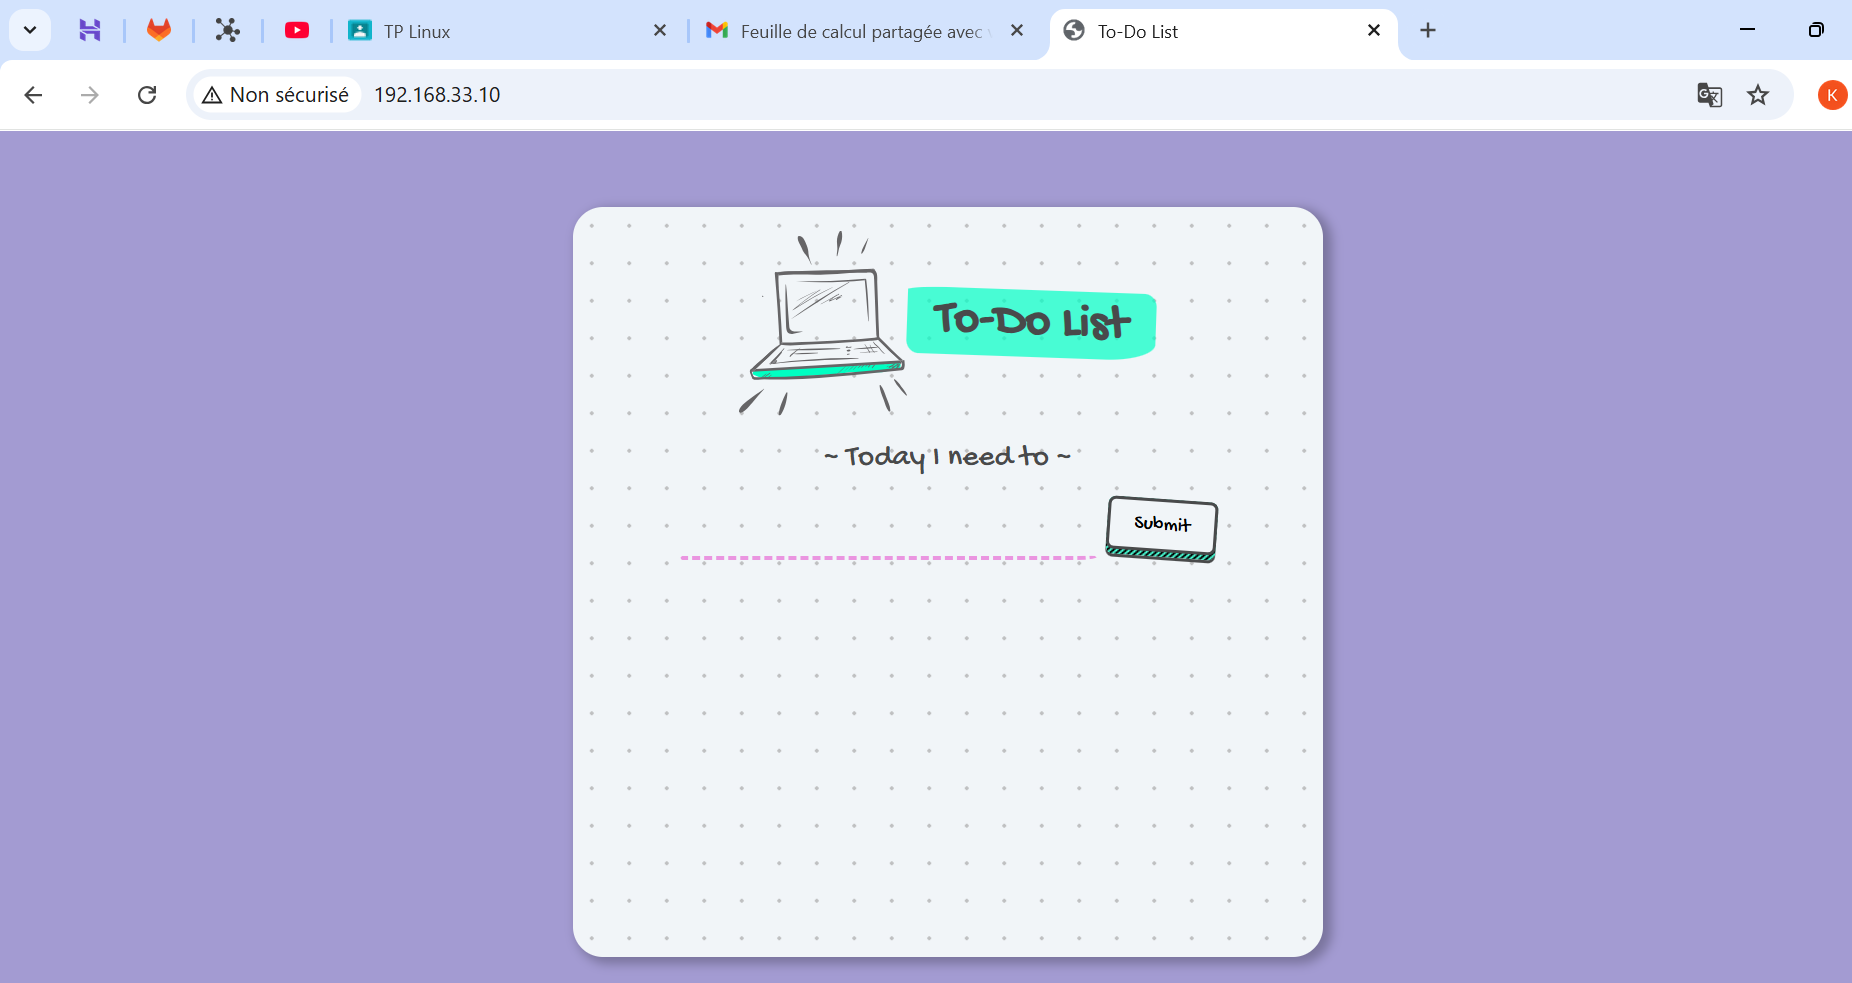 TP Linux
Feuille de calcul partagée avec
To-Do List
Non sécurisé
192.168.33.10
K
To-Do List
~ Today I need to ~
Submit